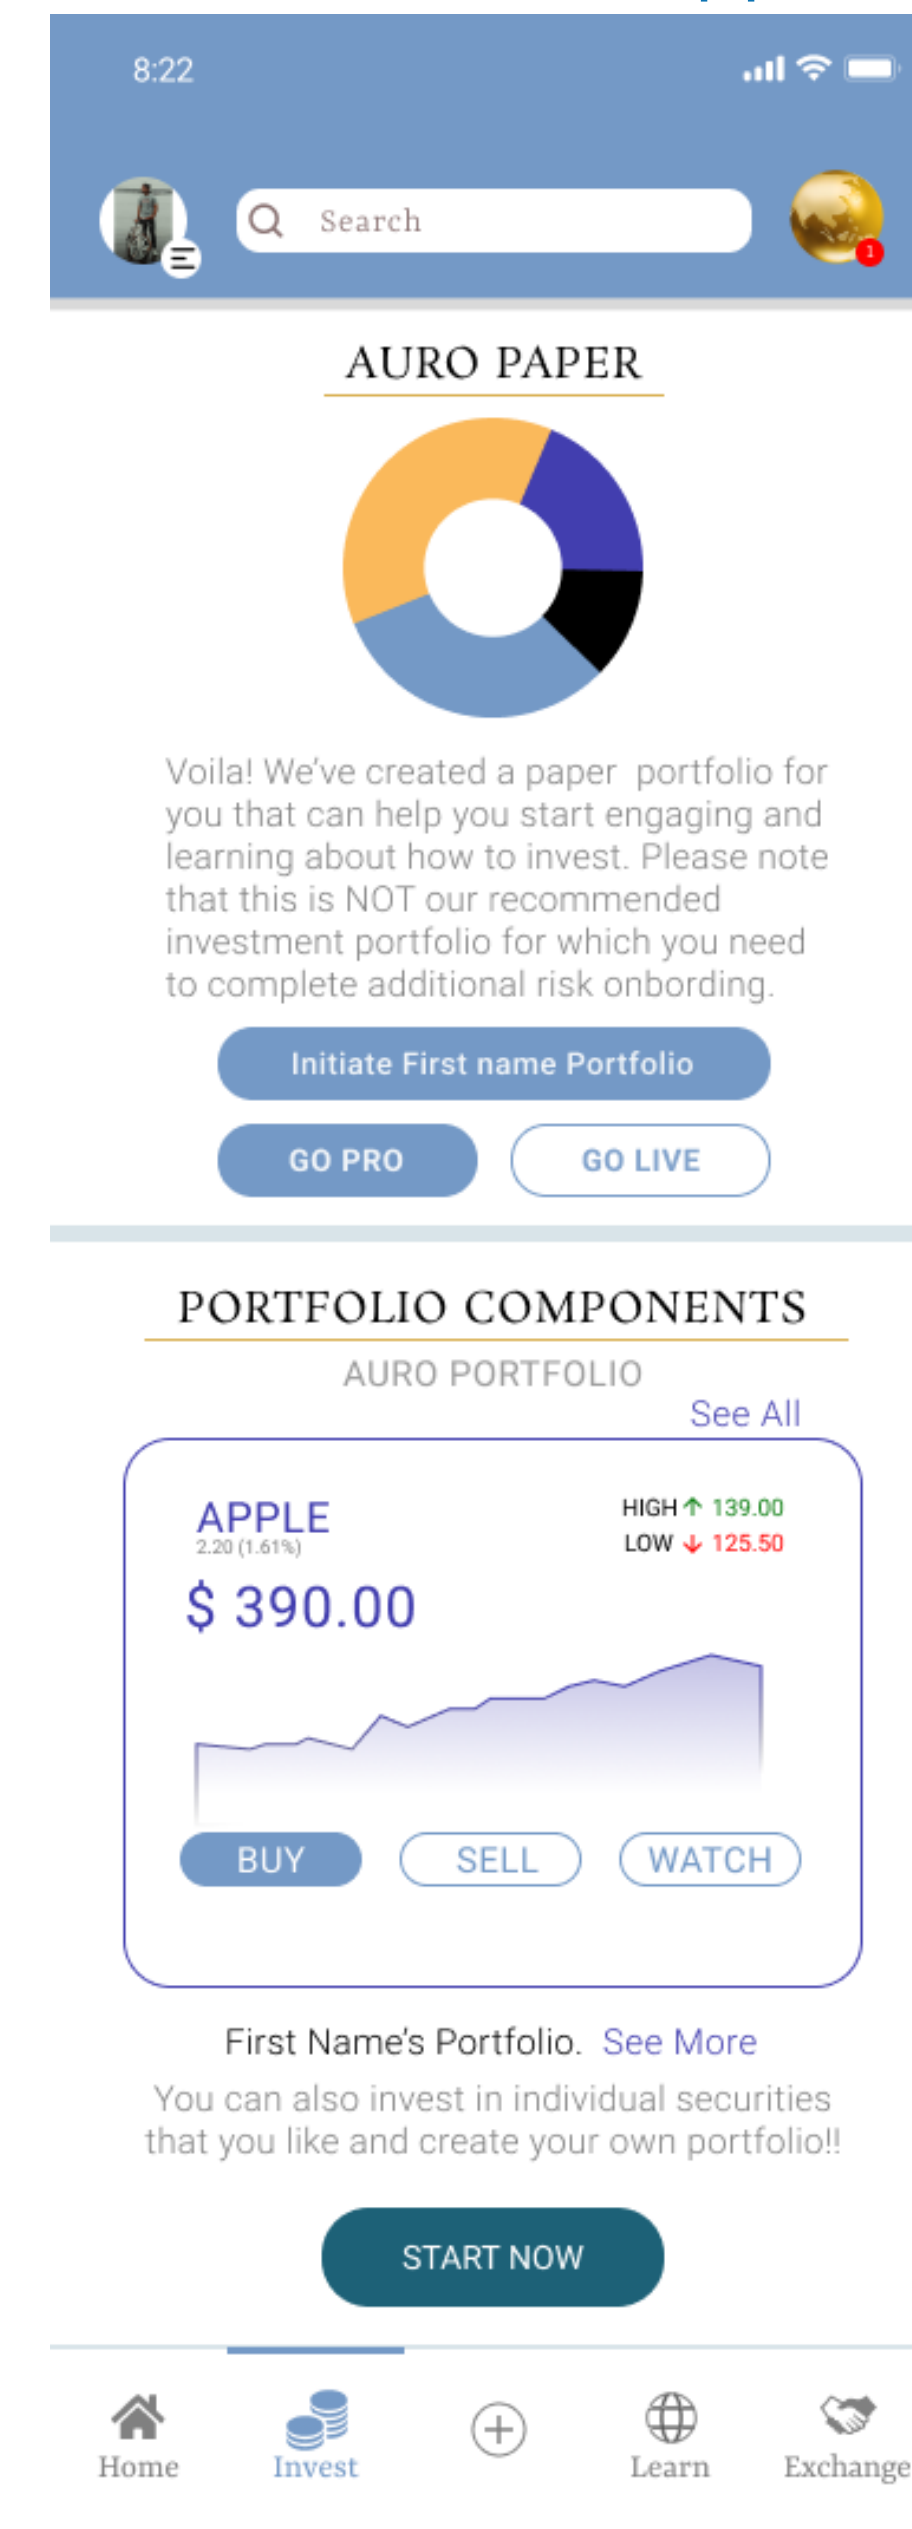 8:22
Search
1
AURO PAPER
Voila! We've created a paper portfolio for
you that can help you start engaging and
learning about how to invest. Please note
that this is NOT our recommended
investment portfolio for which you need
to complete additional risk onbording.
Initiate First name Portfolio
GO PRO GO LIVE
PORTFOLIO COMPONENTS
AURO PORTFOLIO
See All
APPLE HIGH ↑ 139.00
2.20 (1.61%) LOW ↓ 125.50
$ 390.00
BUY SELL WATCH
First Name's Portfolio. See More
You can also invest in individual securities
that you like and create your own portfolio!!
START NOW
Home Invest Learn Exchange